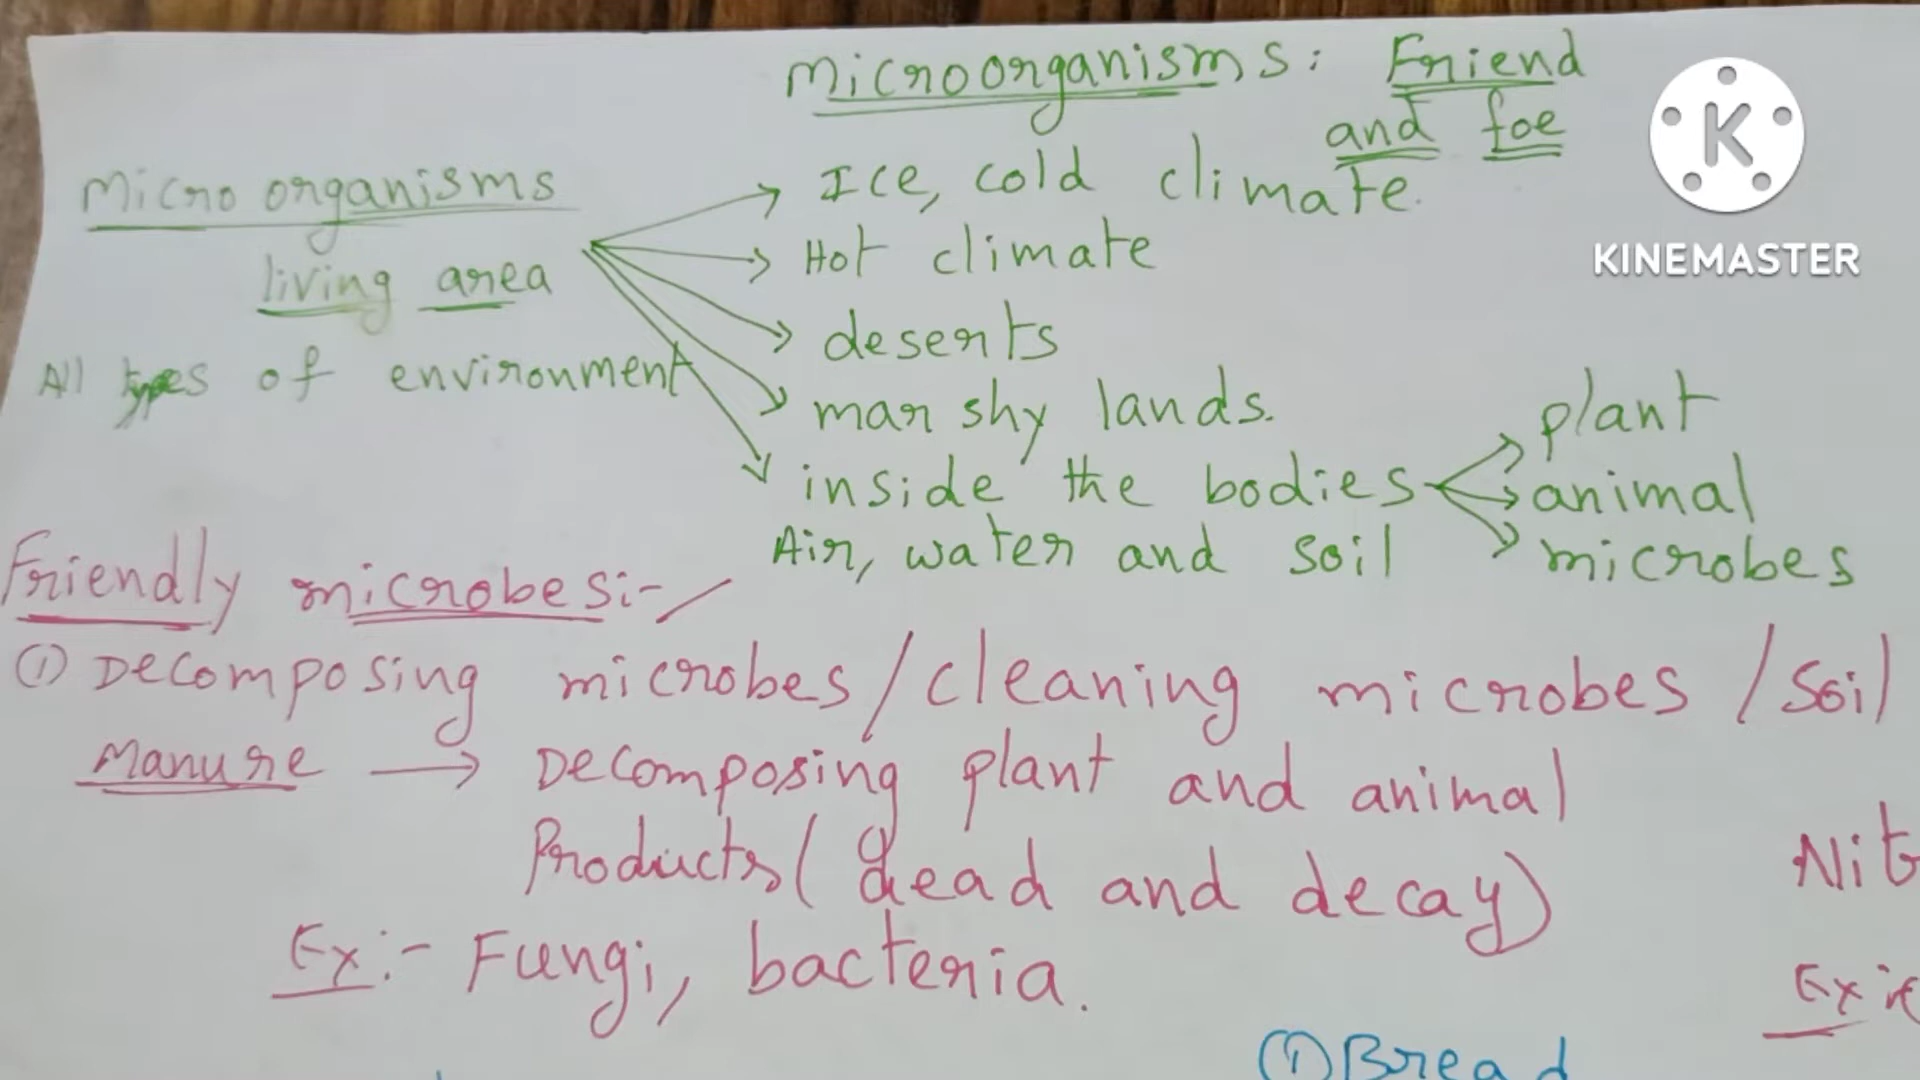 Microorganisms: Friend
and foe
Micro organisms
living area
All types of environment
Ice, cold climate.
Hot climate
deserts
marshy lands.
inside the bodies
plant
animal
microbes
Air, water and soil
KINEMASTER
Friendly microbes:-
① Decomposing microbes/cleaning microbes/Soil
Manure → Decomposing plant and animal
Products (dead and decay)
Ex:- Fungi, bacteria.
Nit
Ex:
① Bread